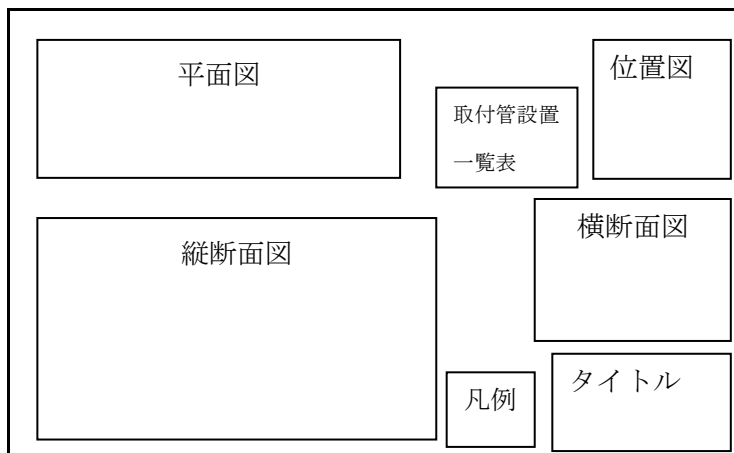 平面図
位置図
取付管設置
一覧表
縦断面図
横断面図
凡例
タイトル